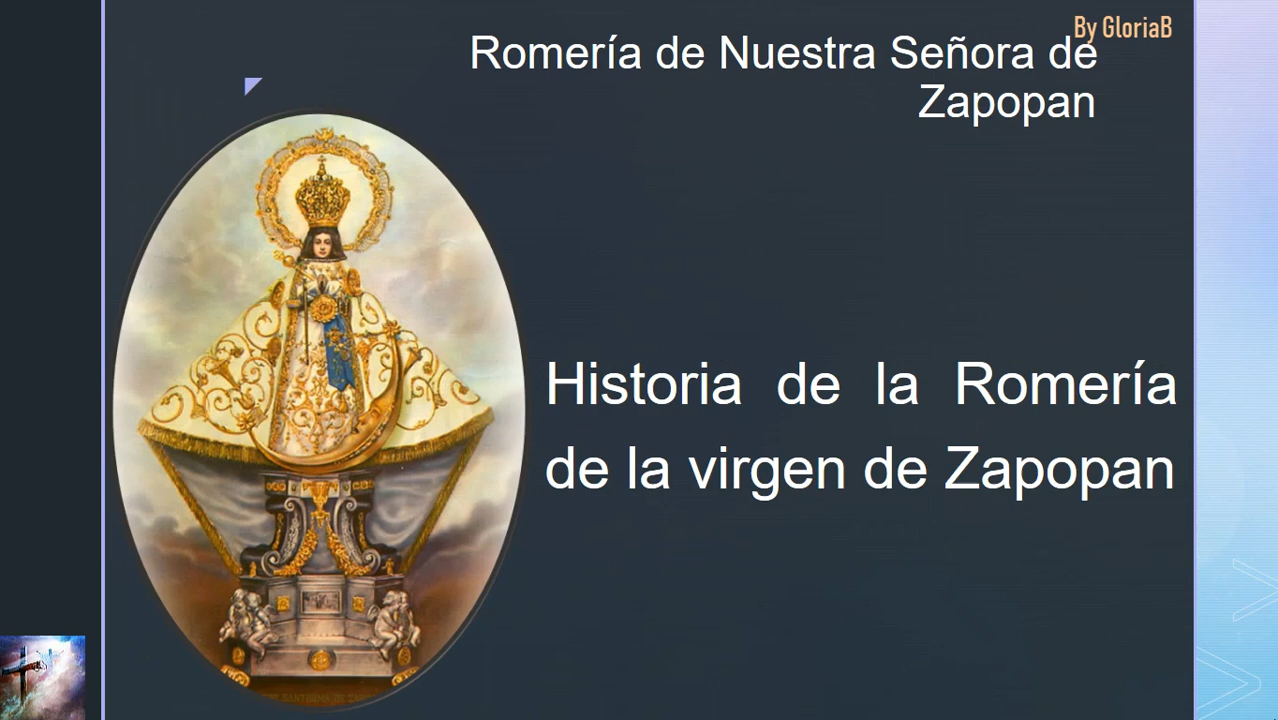 By GloriaB
Romería de Nuestra Señora de
Zapopan
Historia de la Romería
de la virgen de Zapopan